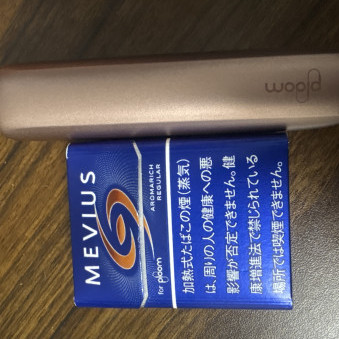 ploom
MEVIUS
AROMARICH
REGULAR
for ploom
加熱式たばこの煙(蒸気)
は、周りの人の健康への悪
影響が否定できません。健
康増進法で禁じられている
場所では喫煙できません。